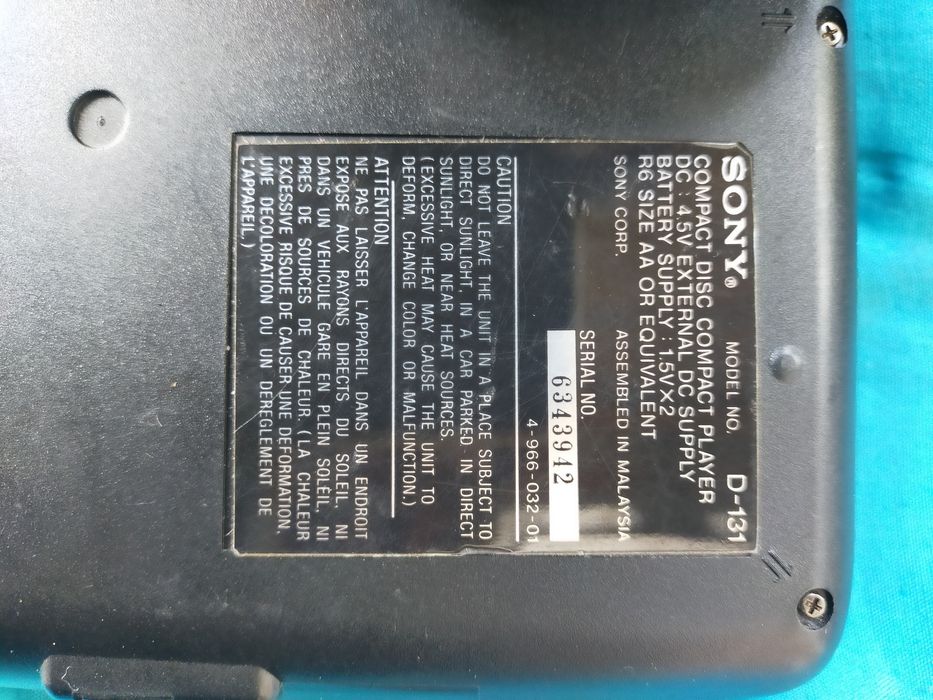 SONY® MODEL NO. D-131
COMPACT DISC COMPACT PLAYER
DC : 4.5V EXTERNAL DC SUPPLY
BATTERY SUPPLY : 1.5V×2
R6 SIZE AA OR EQUIVALENT
SONY CORP. ASSEMBLED IN MALAYSIA
SERIAL NO.
6343942
4-966-032-01
CAUTION
DO NOT LEAVE THE UNIT IN A PLACE SUBJECT TO
DIRECT SUNLIGHT, IN A CAR PARKED IN DIRECT
SUNLIGHT, OR NEAR HEAT SOURCES.
(EXCESSIVE HEAT MAY CAUSE THE UNIT TO
DEFORM, CHANGE COLOR OR MALFUNCTION.)
ATTENTION
NE PAS LAISSER L'APPAREIL DANS UN ENDROIT
EXPOSE AUX RAYONS DIRECTS DU SOLEIL, NI
DANS UN VEHICULE GARE EN PLEIN SOLEIL, NI
PRES DE SOURCES DE CHALEUR. (LA CHALEUR
EXCESSIVE RISQUE DE CAUSER UNE DEFORMATION,
UNE DECOLORATION OU UN DEREGLEMENT DE
L'APPAREIL.)